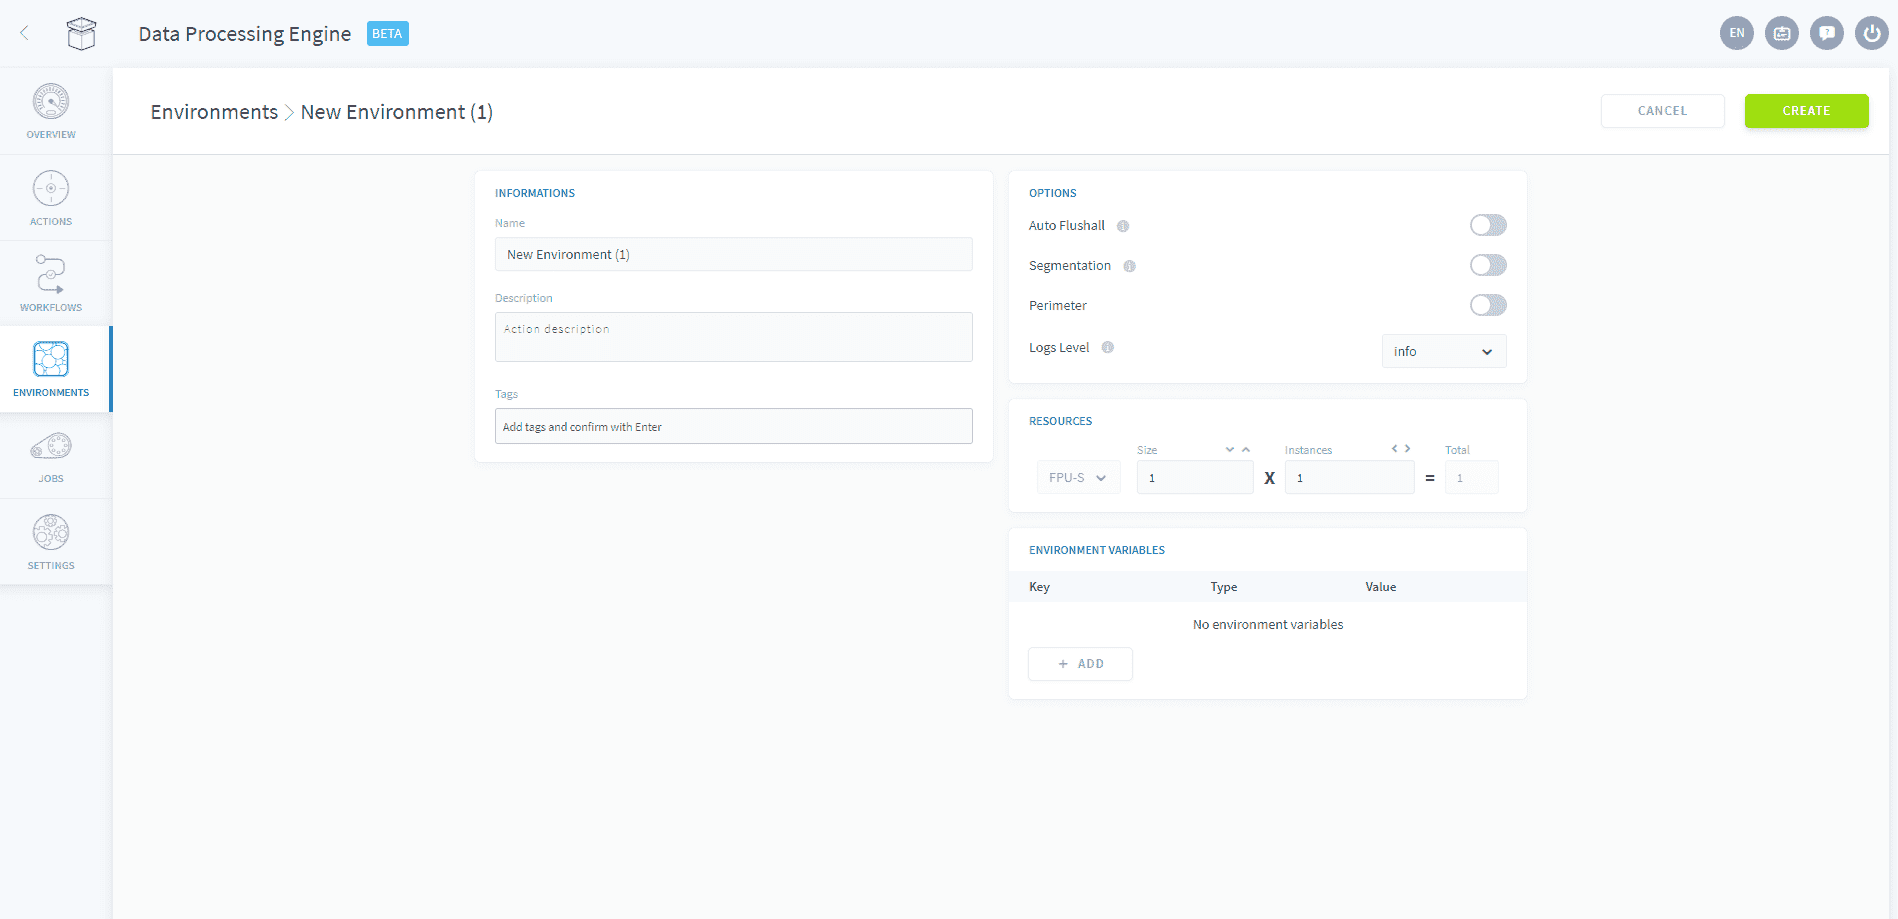 Data Processing Engine BETA
EN
OVERVIEW
ACTIONS
WORKFLOWS
ENVIRONMENTS
JOBS
SETTINGS
Environments > New Environment (1)
CANCEL
CREATE
INFORMATIONS
Name
New Environment (1)
Description
Action description
Tags
Add tags and confirm with Enter
OPTIONS
Auto Flushall
Segmentation
Perimeter
Logs Level
info
RESOURCES
Size
Instances
Total
FPU-S 1 X 1 = 1
ENVIRONMENT VARIABLES
Key Type Value
No environment variables
+ ADD